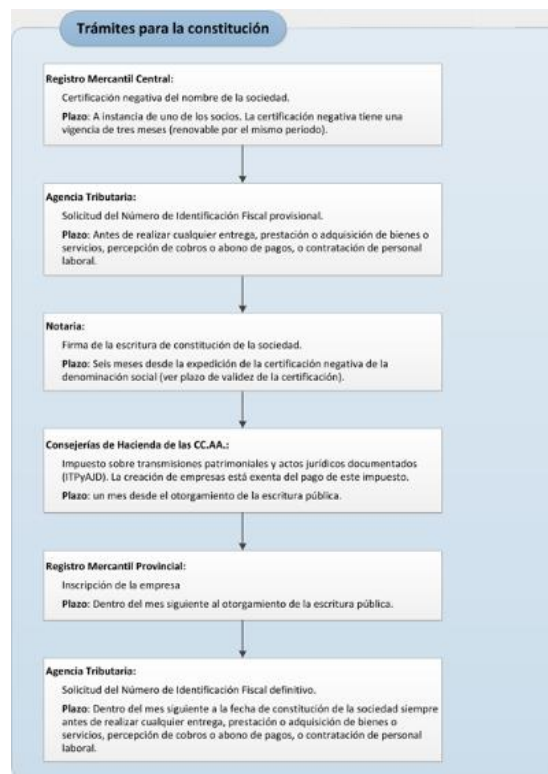 Trámites para la constitución
Registro Mercantil Central:
Certificación negativa del nombre de la sociedad.
Plazo: A instancia de uno de los socios. La certificación negativa tiene una
vigencia de tres meses (renovable por el mismo periodo).
Agencia Tributaria:
Solicitud del Número de Identificación Fiscal provisional.
Plazo: Antes de realizar cualquier entrega, prestación o adquisición de bienes o
servicios, percepción de cobros o abono de pagos, o contratación de personal
laboral.
Notaria:
Firma de la escritura de constitución de la sociedad.
Plazo: Seis meses desde la expedición de la certificación negativa de la
denominación social (ver plazo de validez de la certificación).
Consejerías de Hacienda de las CC.AA.:
Impuesto sobre transmisiones patrimoniales y actos jurídicos documentados
(ITPyAJD). La creación de empresas está exenta del pago de este impuesto.
Plazo: un mes desde el otorgamiento de la escritura pública.
Registro Mercantil Provincial:
Inscripción de la empresa
Plazo: Dentro del mes siguiente al otorgamiento de la escritura pública.
Agencia Tributaria:
Solicitud del Número de Identificación Fiscal definitivo.
Plazo: Dentro del mes siguiente a la fecha de constitución de la sociedad siempre
antes de realizar cualquier entrega, prestación o adquisición de bienes o
servicios, percepción de cobros o abono de pagos, o contratación de personal
laboral.